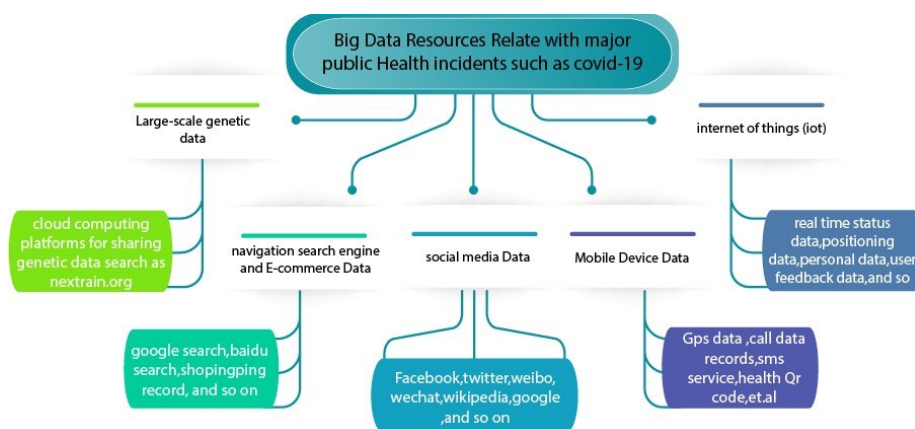 Big Data Resources Relate with major
public Health incidents such as covid-19
Large-scale genetic
data
internet of things (iot)
cloud computing
platforms for sharing
genetic data search as
nextrain.org
navigation search engine
and E-commerce Data
social media Data
Mobile Device Data
real time status
data,positioning
data,personal data,user
feedback data,and so
google search,baidu
search,shopingping
record, and so on
Facebook,twitter,weibo,
wechat,wikipedia,google
,and so on
Gps data ,call data
records,sms
service,health Qr
code,et.al